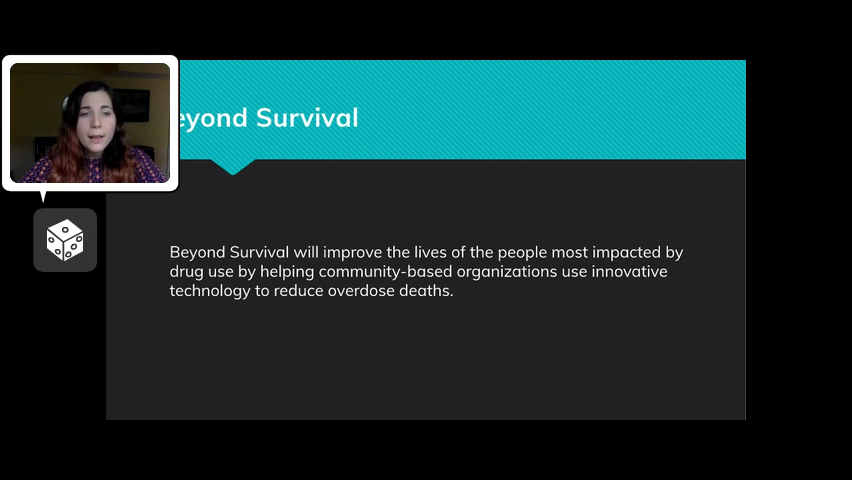 eyond Survival
Beyond Survival will improve the lives of the people most impacted by
drug use by helping community-based organizations use innovative
technology to reduce overdose deaths.